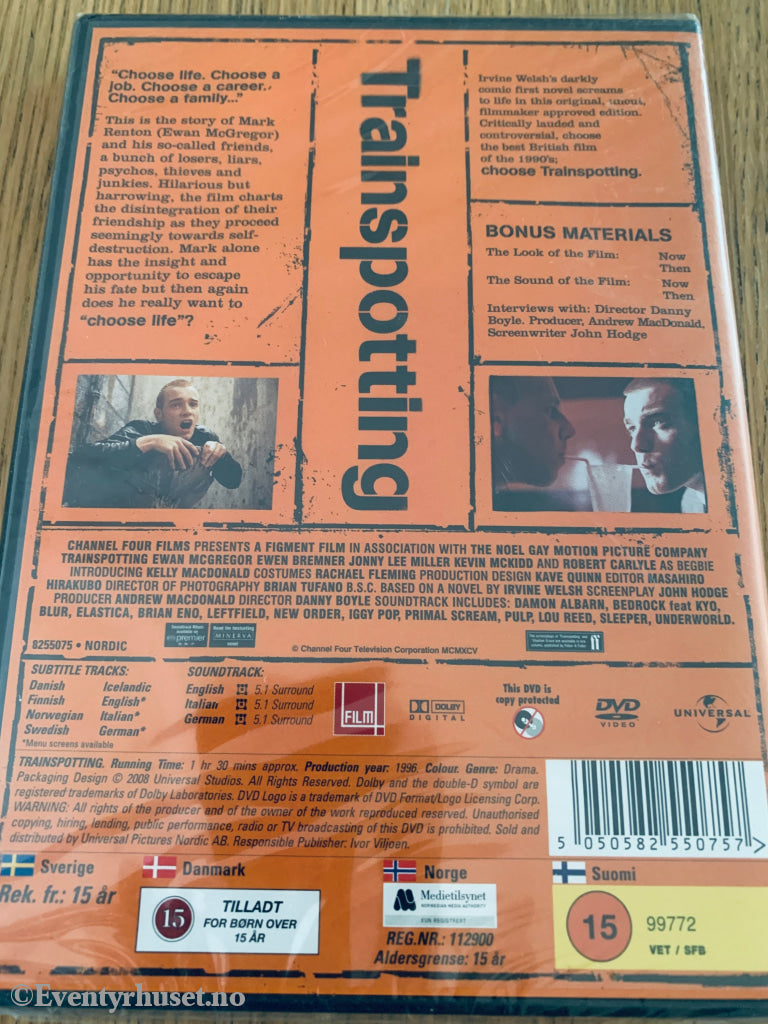 "Choose life. Choose a
job. Choose a career.
Choose a family..."
This is the story of Mark
Renton (Ewan McGregor)
and his so-called friends,
a bunch of losers, liars,
psychos, thieves and
junkies. Hilarious but
harrowing, the film charts
the disintegration of their
friendship as they proceed
seemingly towards self-
destruction. Mark alone
has the insight and
opportunity to escape
his fate but then again
does he really want to
"choose life"?
Trainspotting
Irvine Welsh's darkly
comic first novel screams
to life in this original, uncut,
filmmaker approved edition.
Critically lauded and
controversial, choose
the best British film
of the 1990's;
choose Trainspotting.
BONUS MATERIALS
The Look of the Film: Now
Then
The Sound of the Film: Now
Then
Interviews with: Director Danny
Boyle. Producer, Andrew MacDonald,
Screenwriter John Hodge
CHANNEL FOUR FILMS PRESENTS A FIGMENT FILM IN ASSOCIATION WITH THE NOEL GAY MOTION PICTURE COMPANY
TRAINSPOTTING EWAN MCGREGOR EWEN BREMNER JONNY LEE MILLER KEVIN MCKIDD AND ROBERT CARLYLE AS BEGBIE
INTRODUCING KELLY MACDONALD COSTUMES RACHAEL FLEMING PRODUCTION DESIGN KAVE QUINN EDITOR MASAHIRO
HIRAKUBO DIRECTOR OF PHOTOGRAPHY BRIAN TUFANO B.S.C. BASED ON A NOVEL BY IRVINE WELSH SCREENPLAY JOHN HODGE
PRODUCER ANDREW MACDONALD DIRECTOR DANNY BOYLE SOUNDTRACK INCLUDES: DAMON ALBARN, BEDROCK feat KYO,
BLUR, ELASTICA, BRIAN ENO, LEFTFIELD, NEW ORDER, IGGY POP, PRIMAL SCREAM, PULP, LOU REED, SLEEPER, UNDERWORLD.
8255075 • NORDIC
premier
MINERVA
ff
© Channel Four Television Corporation MCMXCV
SUBTITLE TRACKS:
Danish Icelandic
Finnish English*
Norwegian Italian*
Swedish German*
*Menu screens available
SOUNDTRACK:
English 5.1 Surround
Italian 5.1 Surround
German 5.1 Surround
FILM4
DOLBY
DIGITAL
This DVD is
copy protected
DVD
VIDEO
UNIVERSAL
TRAINSPOTTING. Running Time: 1 hr 30 mins approx. Production year: 1996. Colour. Genre: Drama.
Packaging Design © 2008 Universal Studios. All Rights Reserved. Dolby and the double-D symbol are
registered trademarks of Dolby Laboratories. DVD Logo is a trademark of DVD Format/Logo Licensing Corp.
WARNING: All rights of the producer and of the owner of the work reproduced reserved. Unauthorised
copying, hiring, lending, public performance, radio or TV broadcasting of this DVD is prohibited. Sold and
distributed by Universal Pictures Nordic AB. Responsible Publisher: Ivor Viljoen.
5 050582 550757 >
Sverige
Rek. fr.: 15 år
Danmark
15
TILLADT
FOR BØRN OVER
15 ÅR
Norge
Medietilsynet
NORWEGIAN MEDIA AUTHORITY
KUN REGISTRERT
REG.NR.: 112900
Aldersgrense: 15 år
Suomi
15
99772
VET / SFB
©Eventyrhuset.no